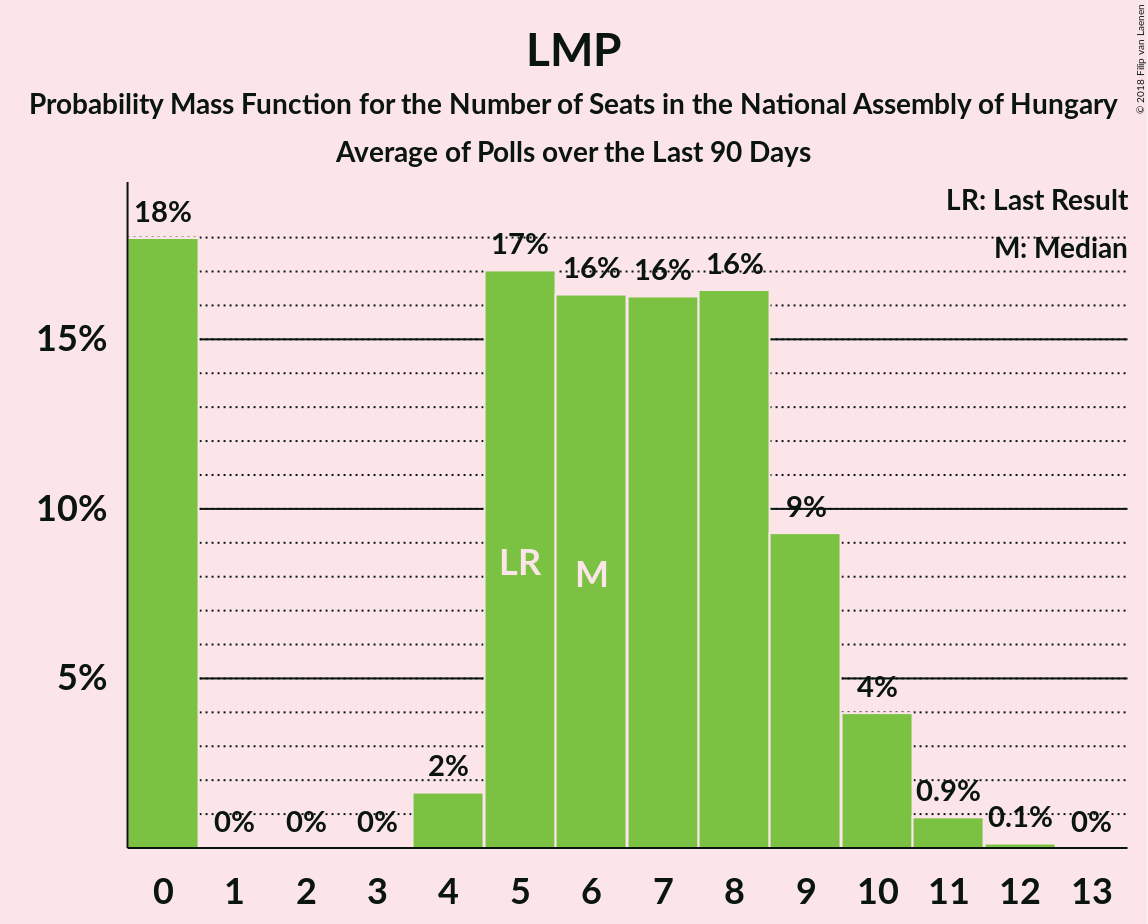 LMP
Probability Mass Function for the Number of Seats in the National Assembly of Hungary
Average of Polls over the Last 90 Days
© 2018 Filip van Laenen
LR: Last Result
M: Median
18%
17%
16%
16%
16%
15%
10%
9%
LR
M
5%
4%
2%
0.9%
0.1%
0%
0%
0%
0%
0 1 2 3 4 5 6 7 8 9 10 11 12 13